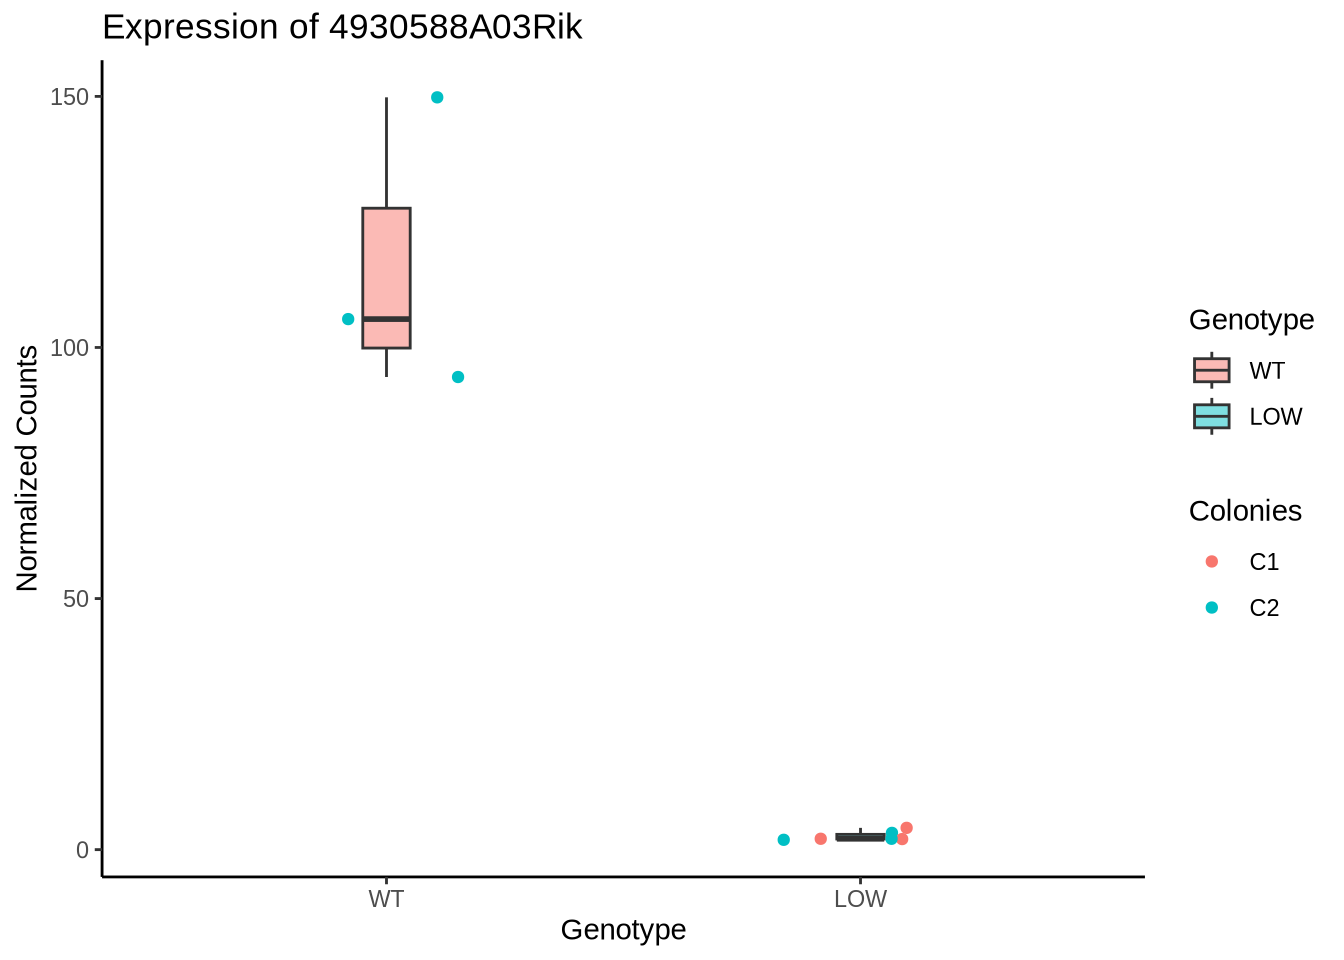 Expression of 4930588A03Rik
150
100
50
0
Normalized Counts
WT
LOW
Genotype
Genotype
WT
LOW
Colonies
C1
C2